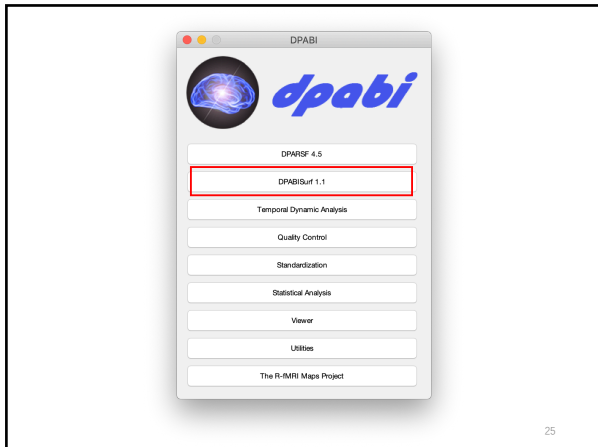 DPABI
dpabi
DPARSF 4.5
DPABISurf 1.1
Temporal Dynamic Analysis
Quality Control
Standardization
Statistical Analysis
Viewer
Utilities
The R-fMRI Maps Project
25